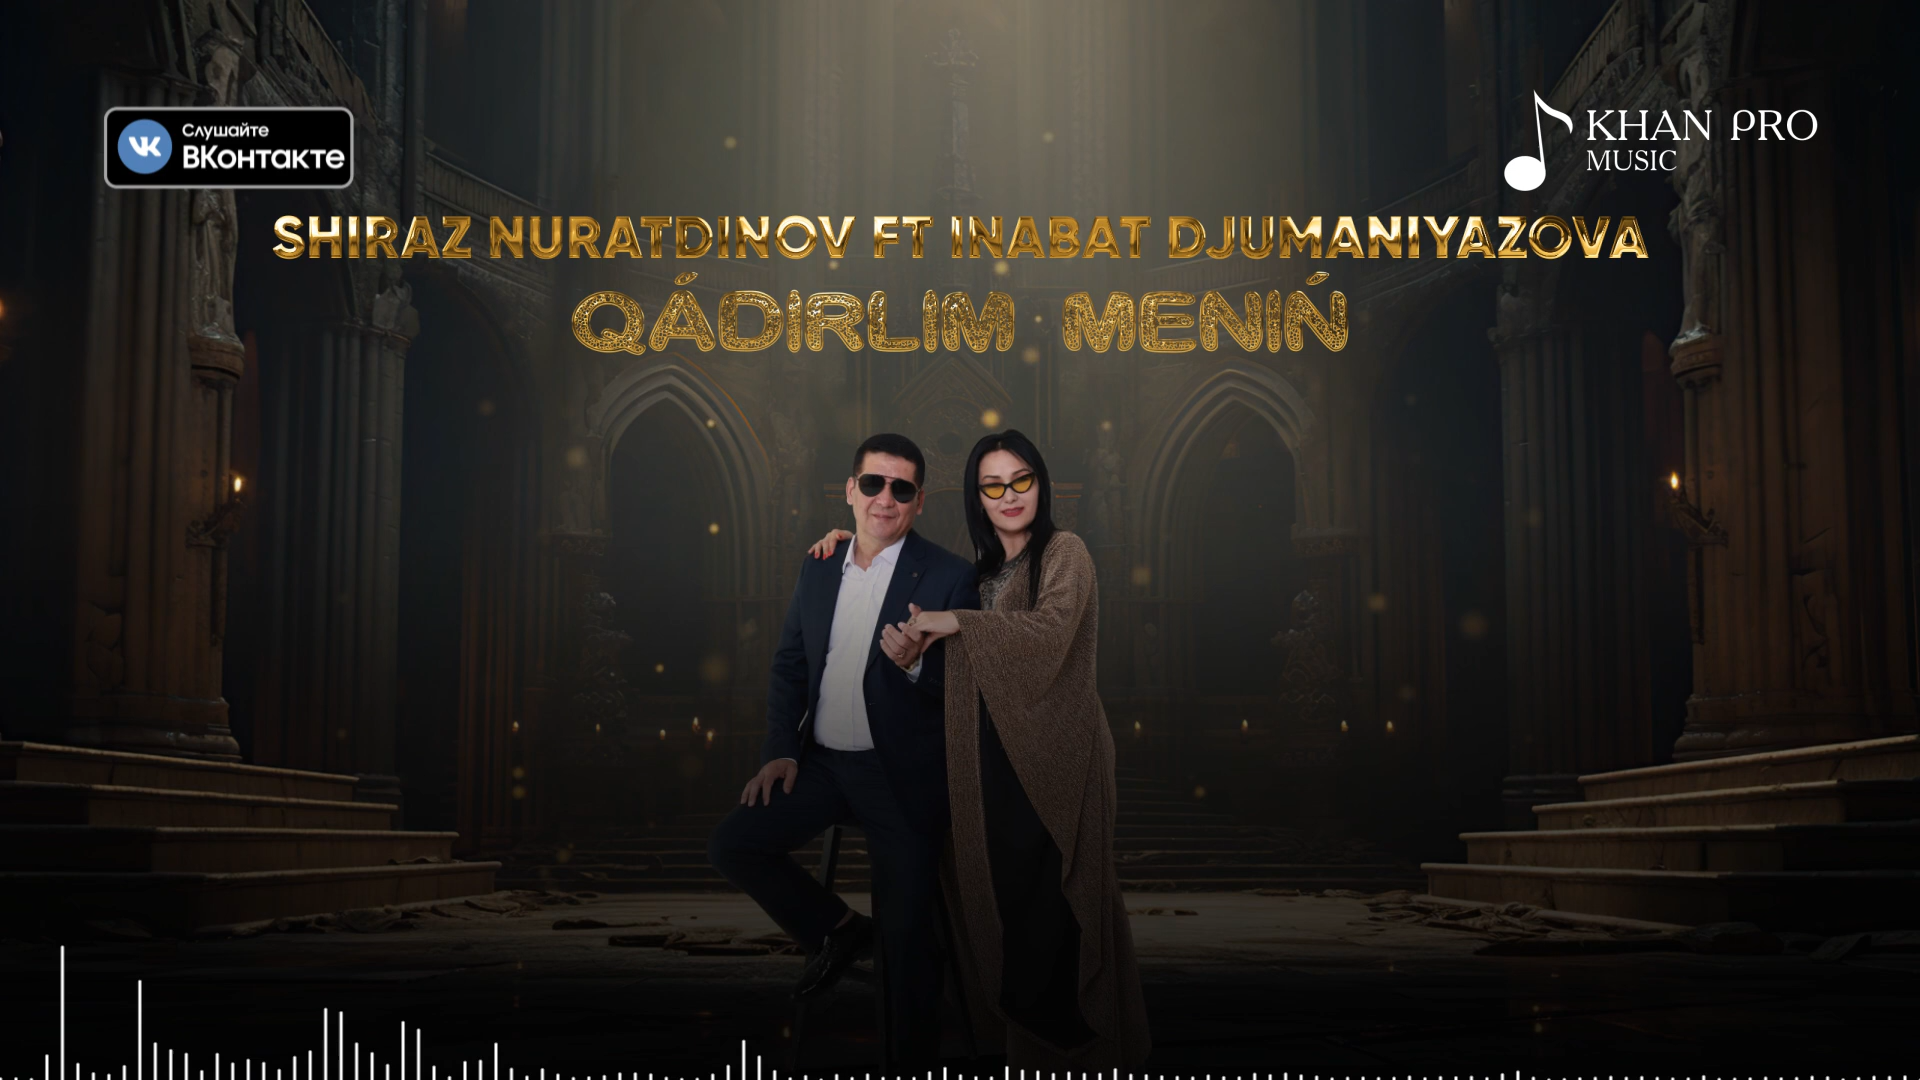 Слушайте
ВКонтакте
KHAN PRO
MUSIC
SHIRAZ NURATDINOV FT INABAT DJUMANIYAZOVA
QÁDIRLIM MENIŃ